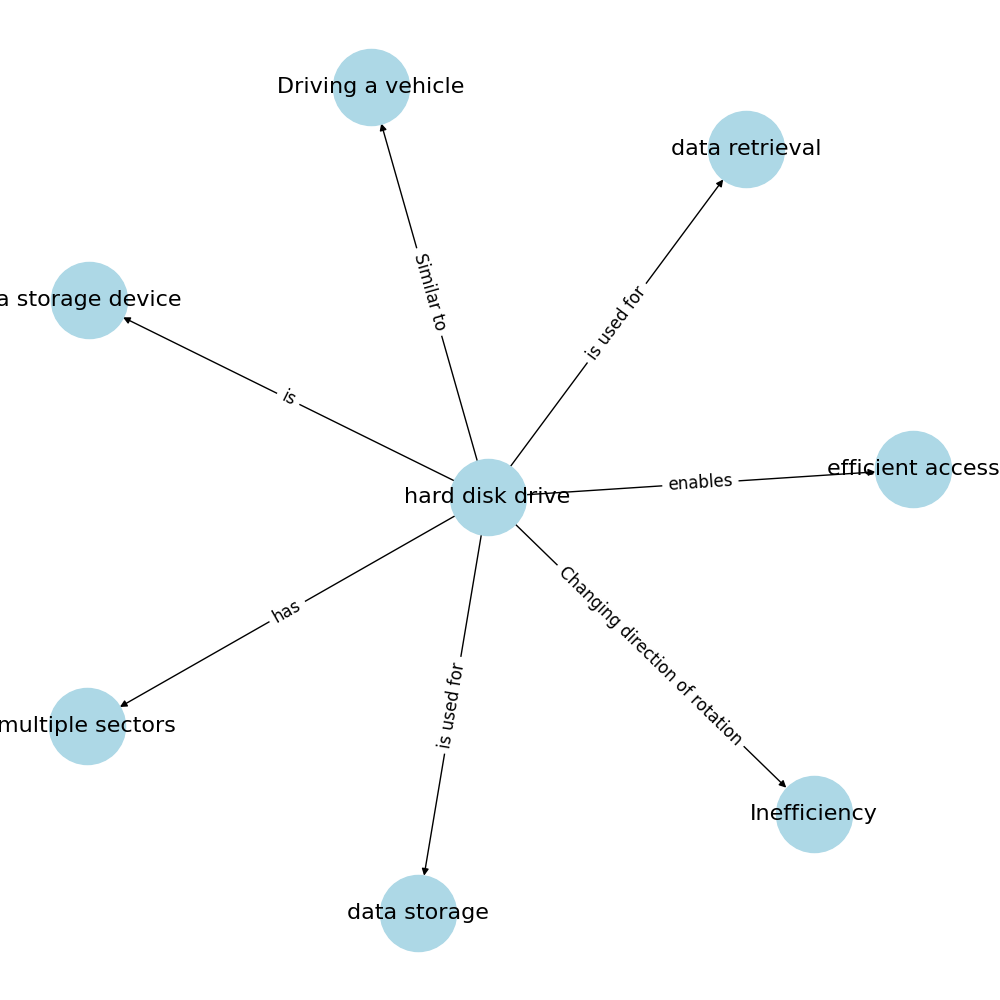 Driving a vehicle
data retrieval
Similar to
a storage device
is used for
is
efficient access
enables
hard disk drive
has
Changing direction of rotation
is used for
multiple sectors
Inefficiency
data storage